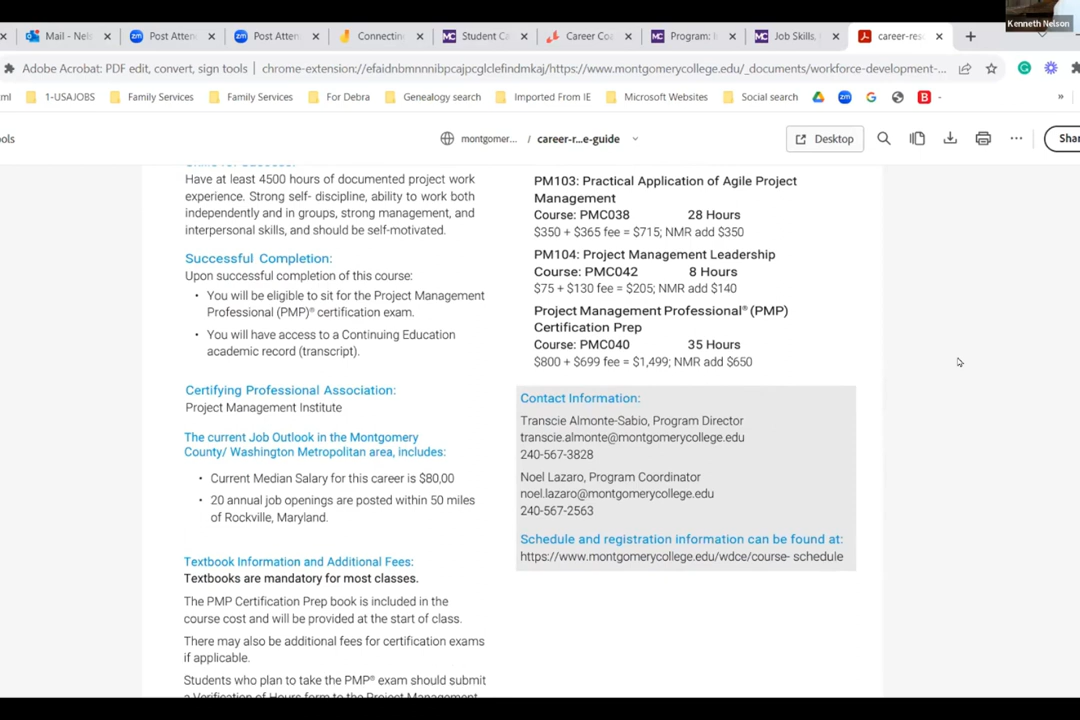 Kenneth Nelson
Mail - Nels
Post Atten
Post Atten
Connecting
Student Ca
Career Coa
Program: I
Job Skills,
career-res
Adobe Acrobat: PDF edit, convert, sign tools
chrome-extension://efaidnbmnnnibpcajpcglclefindmkaj/https://www.montgomerycollege.edu/_documents/workforce-development-...
ml
1-USAJOBS
Family Services
Family Services
For Debra
Genealogy search
Imported From IE
Microsoft Websites
Social search
B
»
ols
montgomer... / career-r...e-guide
Desktop
Shar
Have at least 4500 hours of documented project work
experience. Strong self- discipline, ability to work both
independently and in groups, strong management, and
interpersonal skills, and should be self-motivated.
Successful Completion:
Upon successful completion of this course:
• You will be eligible to sit for the Project Management
Professional (PMP)® certification exam.
• You will have access to a Continuing Education
academic record (transcript).
Certifying Professional Association:
Project Management Institute
The current Job Outlook in the Montgomery
County/ Washington Metropolitan area, includes:
• Current Median Salary for this career is $80,00
• 20 annual job openings are posted within 50 miles
of Rockville, Maryland.
Textbook Information and Additional Fees:
Textbooks are mandatory for most classes.
The PMP Certification Prep book is included in the
course cost and will be provided at the start of class.
There may also be additional fees for certification exams
if applicable.
Students who plan to take the PMP® exam should submit
a Verification of Hours form to the Project Management
PM103: Practical Application of Agile Project
Management
Course: PMC038 28 Hours
$350 + $365 fee = $715; NMR add $350
PM104: Project Management Leadership
Course: PMC042 8 Hours
$75 + $130 fee = $205; NMR add $140
Project Management Professional® (PMP)
Certification Prep
Course: PMC040 35 Hours
$800 + $699 fee = $1,499; NMR add $650
Contact Information:
Transcie Almonte-Sabio, Program Director
transcie.almonte@montgomerycollege.edu
240-567-3828
Noel Lazaro, Program Coordinator
noel.lazaro@montgomerycollege.edu
240-567-2563
Schedule and registration information can be found at:
https://www.montgomerycollege.edu/wdce/course- schedule